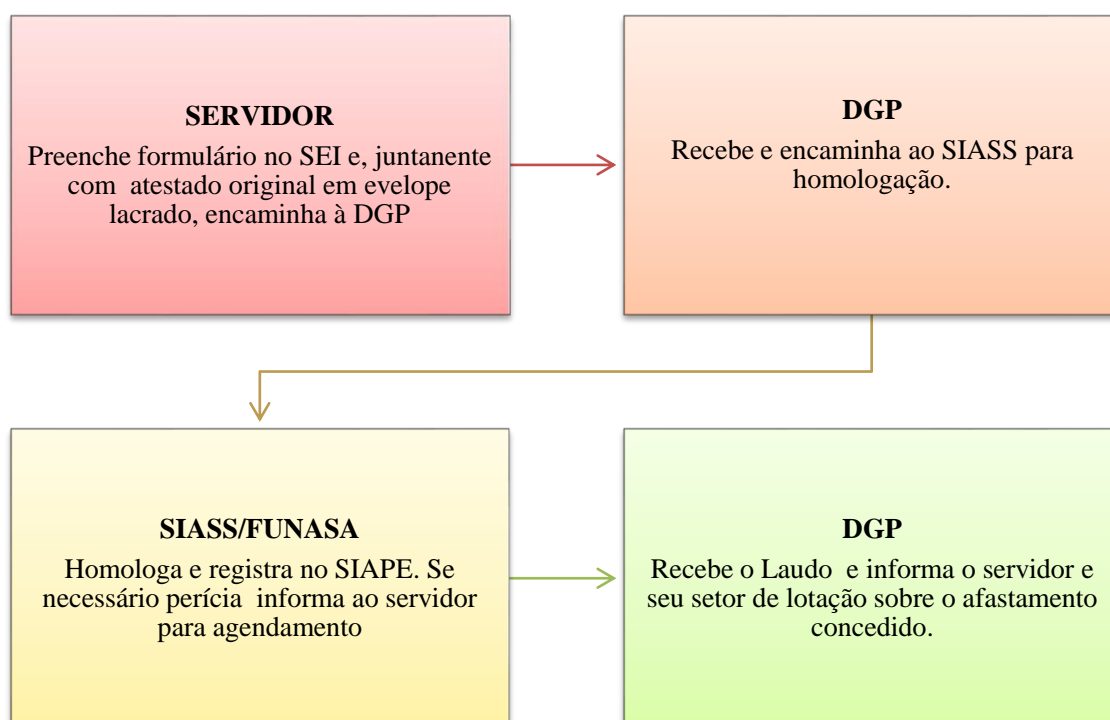 SERVIDOR
Preenche formulário no SEI e, juntanente
com atestado original em evelope
lacrado, encaminha à DGP
DGP
Recebe e encaminha ao SIASS para
homologação.
SIASS/FUNASA
Homologa e registra no SIAPE. Se
necessário perícia informa ao servidor
para agendamento
DGP
Recebe o Laudo e informa o servidor e
seu setor de lotação sobre o afastamento
concedido.